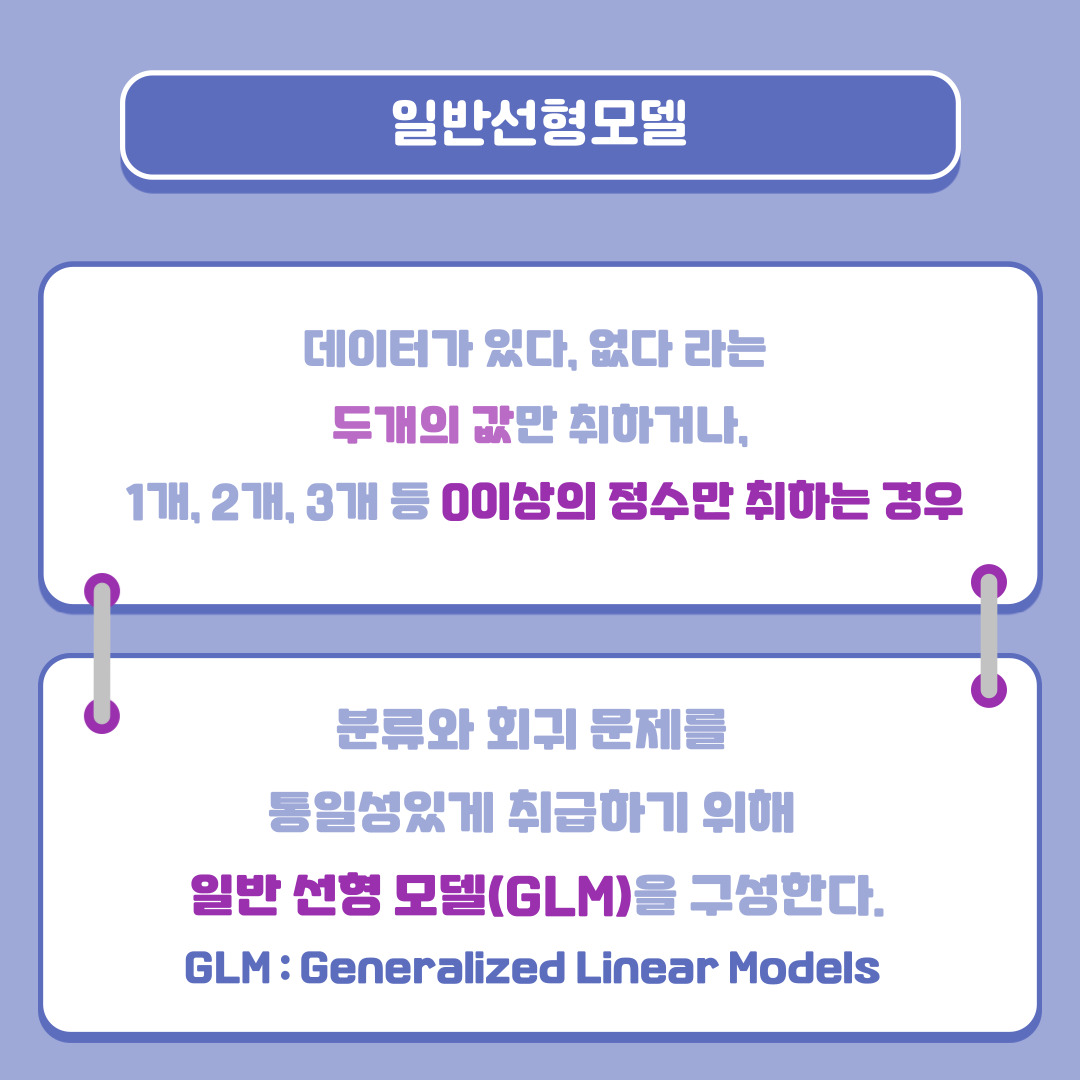 일반선형모델
데이터가 있다, 없다 라는
두개의 값만 취하거나,
1개, 2개, 3개 등 0이상의 정수만 취하는 경우
분류와 회귀 문제를
통일성있게 취급하기 위해
일반 선형 모델(GLM)을 구성한다.
GLM : Generalized Linear Models